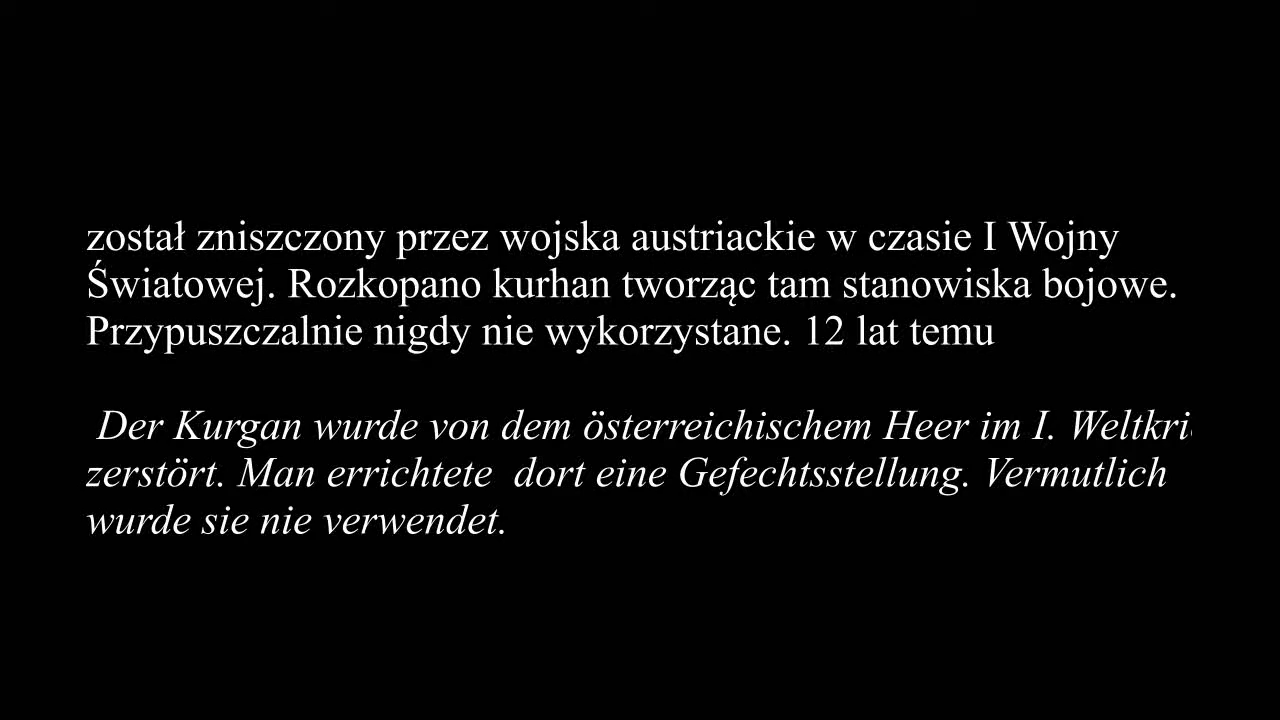 został zniszczony przez wojska austriackie w czasie I Wojny
Światowej. Rozkopano kurhan tworząc tam stanowiska bojowe.
Przypuszczalnie nigdy nie wykorzystane. 12 lat temu
Der Kurgan wurde von dem österreichischem Heer im I.
zerstört. Man errichtete dort eine Gefechtsstellung. Vermutlich
wurde sie nie verwendet.